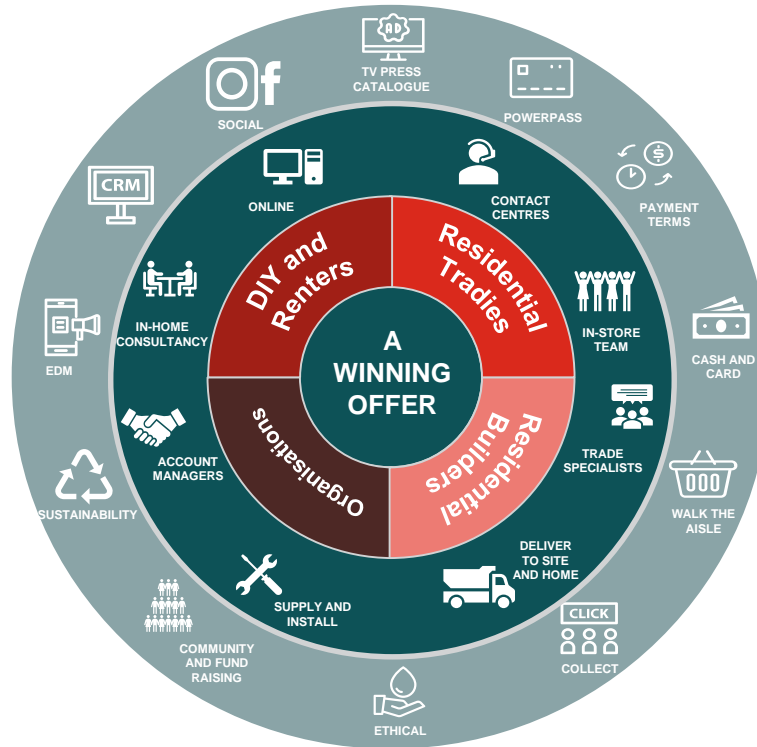 AD
TV PRESS
CATALOGUE
POWERPASS
$
PAYMENT
TERMS
CASH AND
CARD
WALK THE
AISLE
CLICK
COLLECT
ETHICAL
COMMUNITY
AND FUND
RAISING
SUSTAINABILITY
EDM
CRM
f
SOCIAL
ONLINE
CONTACT
CENTRES
IN-STORE
TEAM
TRADE
SPECIALISTS
DELIVER
TO SITE
AND HOME
SUPPLY AND
INSTALL
ACCOUNT
MANAGERS
IN-HOME
CONSULTANCY
DIY and
Renters
Residential
Tradies
Residential
Builders
Organisations
A
WINNING
OFFER